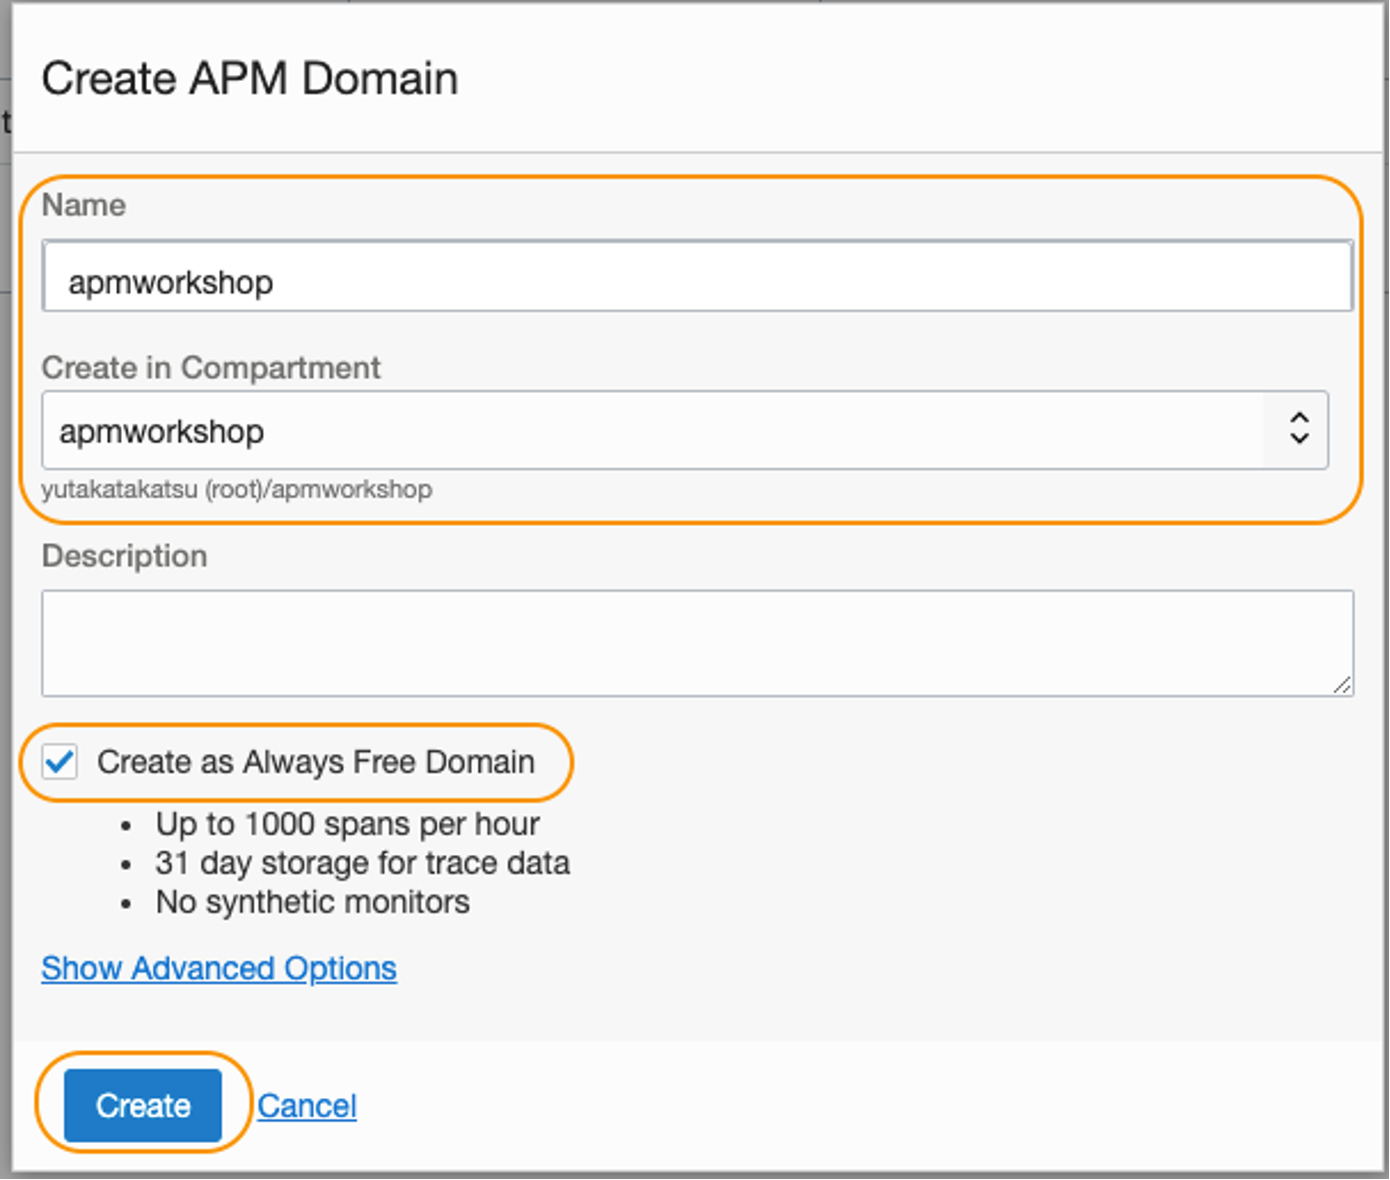 Create APM Domain
t
Name
apmworkshop
Create in Compartment
apmworkshop
yutakatakatsu (root)/apmworkshop
Description
Create as Always Free Domain
• Up to 1000 spans per hour
• 31 day storage for trace data
• No synthetic monitors
Show Advanced Options
Create Cancel